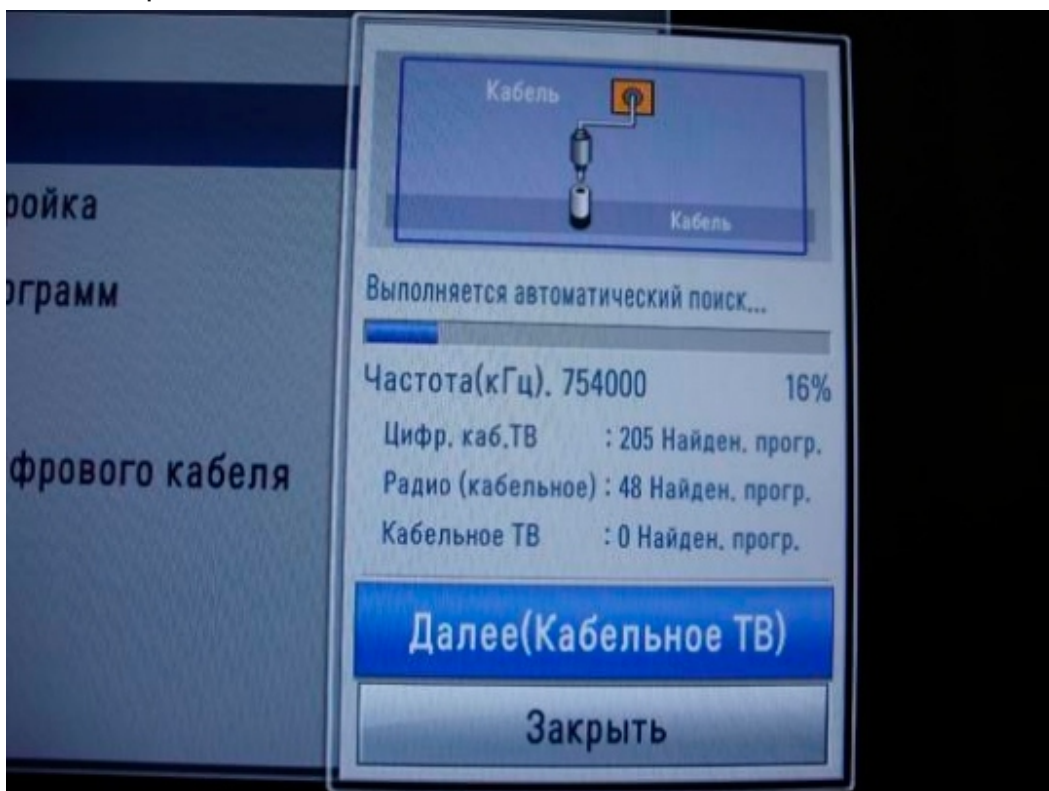 ройка
ограмм
фрового кабеля
Кабель
Кабель
Выполняется автоматический поиск...
Частота(кГц). 754000 16%
Цифр. каб.ТВ : 205 Найден. прогр.
Радио (кабельное) : 48 Найден. прогр.
Кабельное ТВ : 0 Найден. прогр.
Далее(Кабельное ТВ)
Закрыть